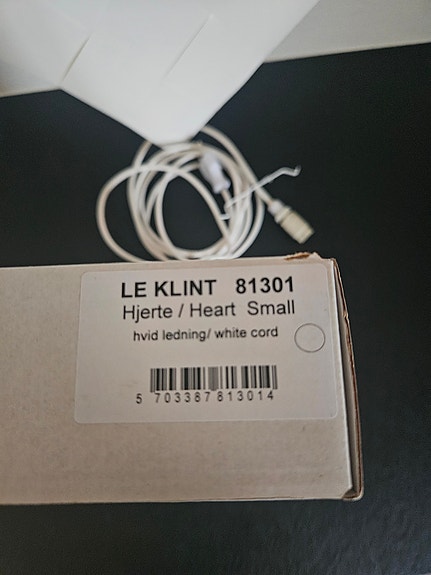 LE KLINT 81301
Hjerte / Heart Small
hvid ledning/ white cord
5 703387 813014